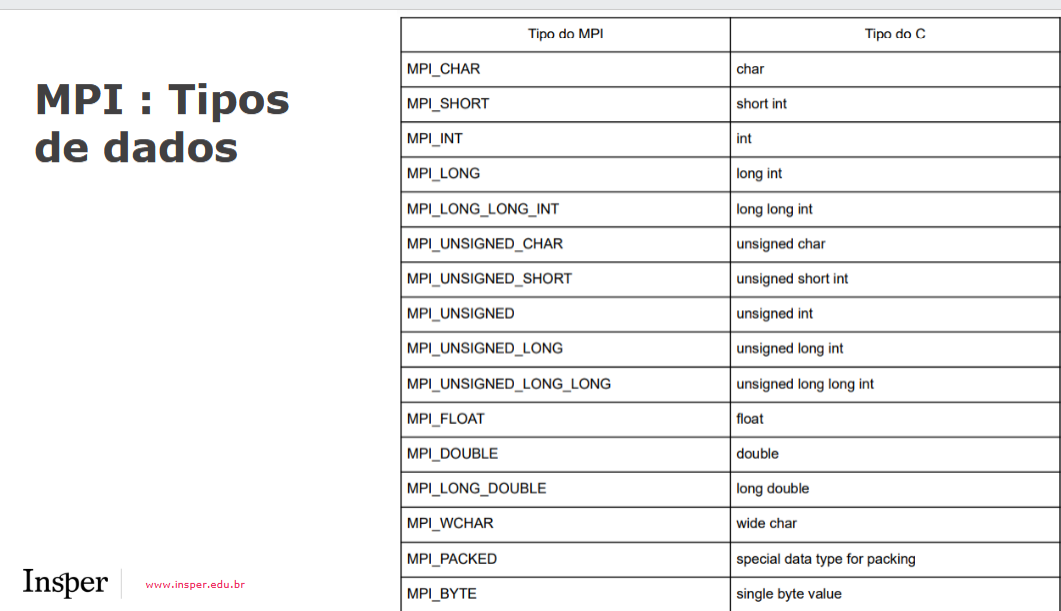 MPI : Tipos
de dados
Tipo do MPI Tipo do C
MPI_CHAR char
MPI_SHORT short int
MPI_INT int
MPI_LONG long int
MPI_LONG_LONG_INT long long int
MPI_UNSIGNED_CHAR unsigned char
MPI_UNSIGNED_SHORT unsigned short int
MPI_UNSIGNED unsigned int
MPI_UNSIGNED_LONG unsigned long int
MPI_UNSIGNED_LONG_LONG unsigned long long int
MPI_FLOAT float
MPI_DOUBLE double
MPI_LONG_DOUBLE long double
MPI_WCHAR wide char
MPI_PACKED special data type for packing
MPI_BYTE single byte value
Insper www.insper.edu.br